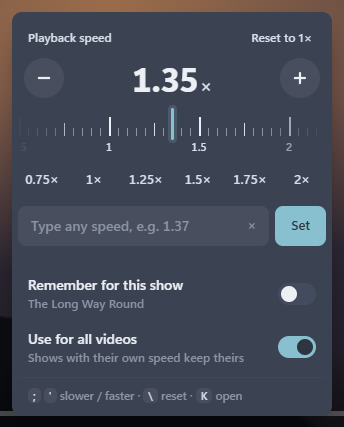 Playback speed Reset to 1×
− 1.35× +
.5 1 1.5 2
0.75× 1× 1.25× 1.5× 1.75× 2×
Type any speed, e.g. 1.37 × Set
Remember for this show
The Long Way Round
Use for all videos
Shows with their own speed keep theirs
; ' slower / faster · \ reset · K open